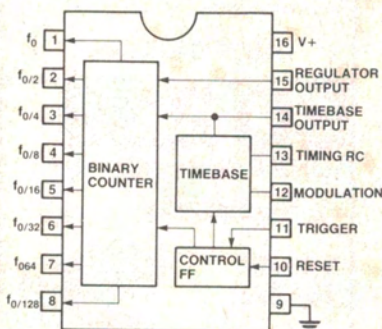 f0 1
f0/2 2
f0/4 3
f0/8 4
f0/16 5
f0/32 6
f064 7
f0/128 8
BINARY
COUNTER
TIMEBASE
CONTROL
FF
16 V+
15 REGULATOR
OUTPUT
14 TIMEBASE
OUTPUT
13 TIMING RC
12 MODULATION
11 TRIGGER
10 RESET
9